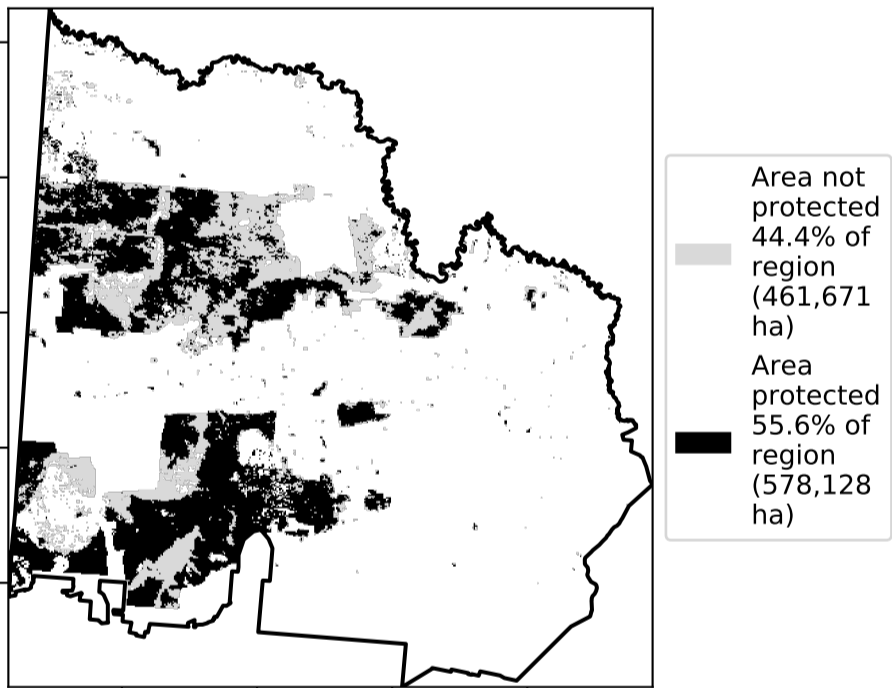 Area not
protected
44.4% of
region
(461,671
ha)
Area
protected
55.6% of
region
(578,128
ha)